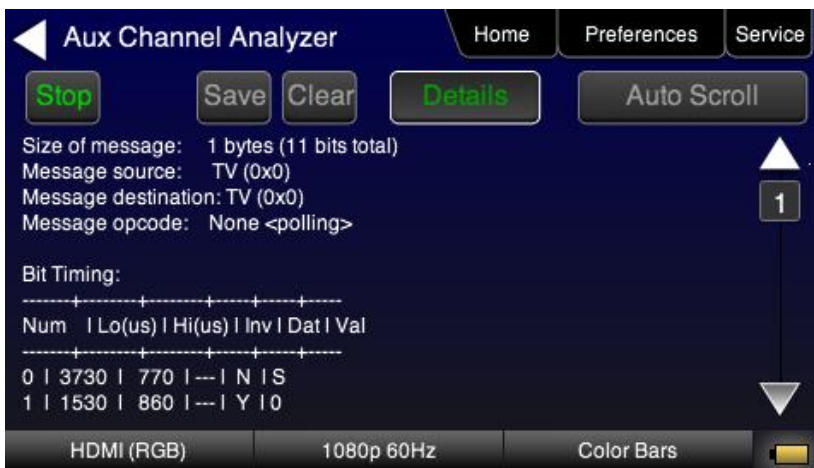 Aux Channel Analyzer Home Preferences Service
Stop Save Clear Details Auto Scroll
Size of message: 1 bytes (11 bits total)
Message source: TV (0x0)
Message destination: TV (0x0)
Message opcode: None <polling>
1
Bit Timing:
-------+--------+--------+-----+-----+-----
Num I Lo(us) I Hi(us) I Inv I Dat I Val
-------+--------+--------+-----+-----+-----
0 I 3730 I 770 I --- I N I S
1 I 1530 I 860 I --- I Y I 0
HDMI (RGB) 1080p 60Hz Color Bars